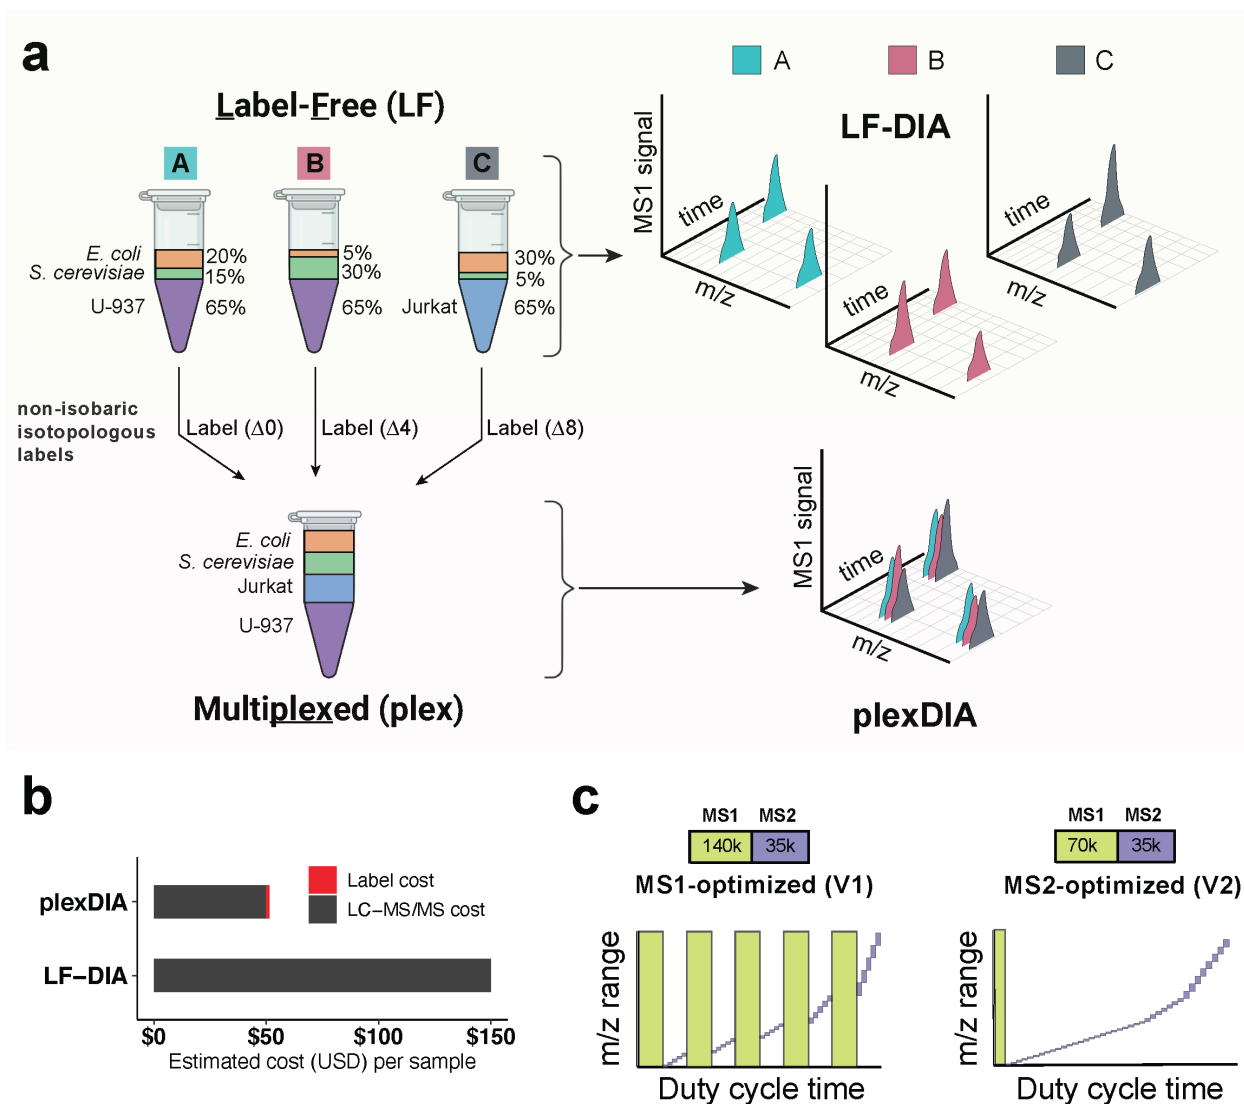 a
Label-Free (LF)
A
B
C
E. coli
S. cerevisiae
U-937
20%
15%
65%
5%
30%
65%
Jurkat
30%
5%
65%
A
B
C
LF-DIA
MS1 signal
time
m/z
time
m/z
time
m/z
non-isobaric
isotopologous
labels
Label (Δ0)
Label (Δ4)
Label (Δ8)
E. coli
S. cerevisiae
Jurkat
U-937
Multiplexed (plex)
MS1 signal
time
m/z
plexDIA
b
plexDIA
LF–DIA
Label cost
LC–MS/MS cost
$0
$50
$100
$150
Estimated cost (USD) per sample
c
MS1 MS2
140k 35k
MS1-optimized (V1)
m/z range
Duty cycle time
MS1 MS2
70k 35k
MS2-optimized (V2)
m/z range
Duty cycle time